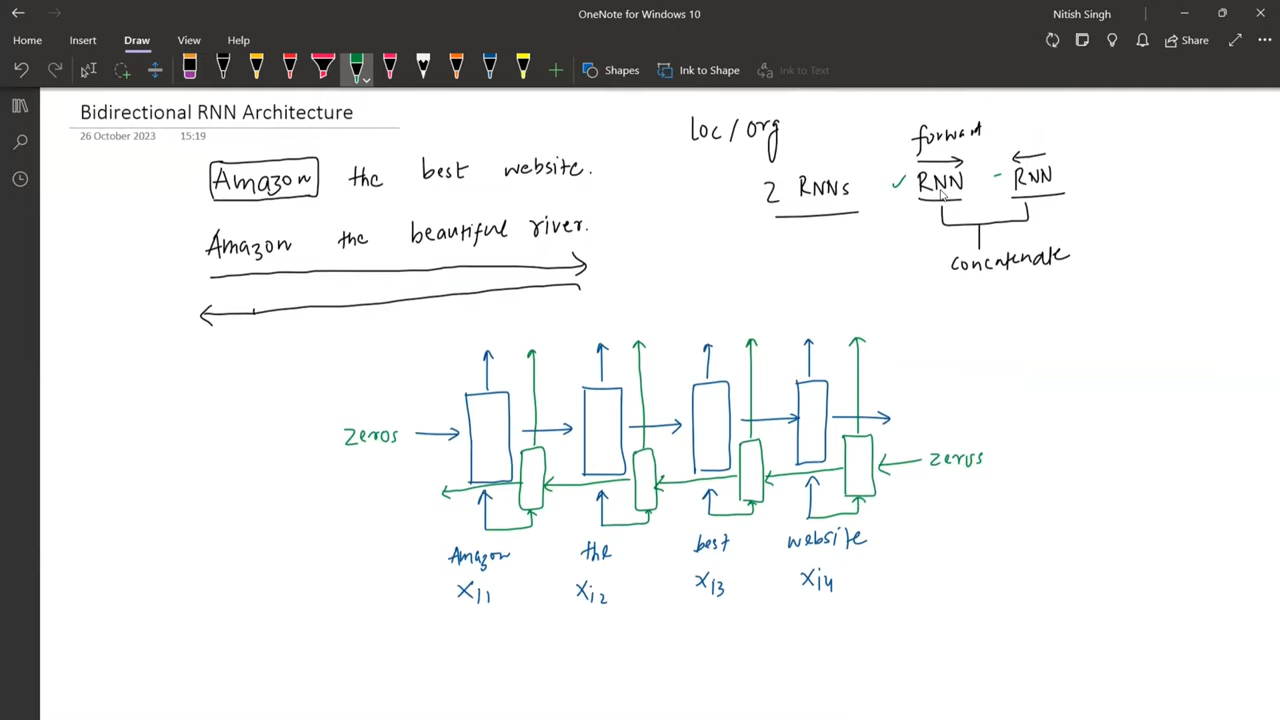 OneNote for Windows 10
Nitish Singh
Home Insert Draw View Help
Share
Shapes Ink to Shape Ink to Text
Bidirectional RNN Architecture
26 October 2023 15:19
loc/org
forward
Amazon the best website.
2 RNNs RNN RNN
Amazon the beautiful river.
concatenate
zeros
zeros
Amazon the best website
X11 Xi2 X13 Xi4